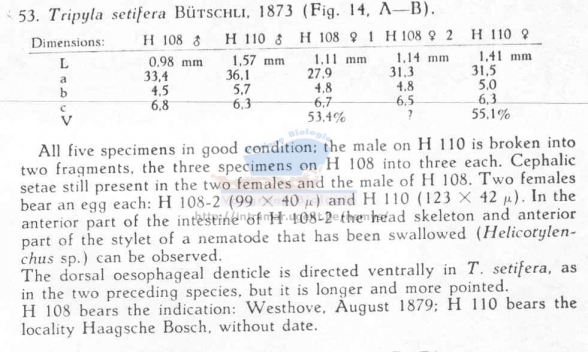 53. Tripyla setifera BÜTSCHLI, 1873 (Fig. 14, A—B).
Dimensions: H 108 ♂ H 110 ♂ H 108 ♀ 1 H 108 ♀ 2 H 110 ♀
L 0,98 mm 1,57 mm 1,11 mm 1,14 mm 1,41 mm
a 33,4 36,1 27,9 31,3 31,5
b 4,5 5,7 4,8 4,8 5,0
c 6,8 6,3 6,7 6,5 6,3
V 53,4% ? 55,1%
All five specimens in good condition; the male on H 110 is broken into
two fragments, the three specimens on H 108 into three each. Cephalic
setae still present in the two females and the male of H 108. Two females
bear an egg each: H 108-2 (99 × 40 μ) and H 110 (123 × 42 μ). In the
anterior part of the intestine of H 108-2 the head skeleton and anterior
part of the stylet of a nematode that has been swallowed (Helicotylen-
chus sp.) can be observed.
The dorsal oesophageal denticle is directed ventrally in T. setifera, as
in the two preceding species, but it is longer and more pointed.
H 108 bears the indication: Westhove, August 1879; H 110 bears the
locality Haagsche Bosch, without date.